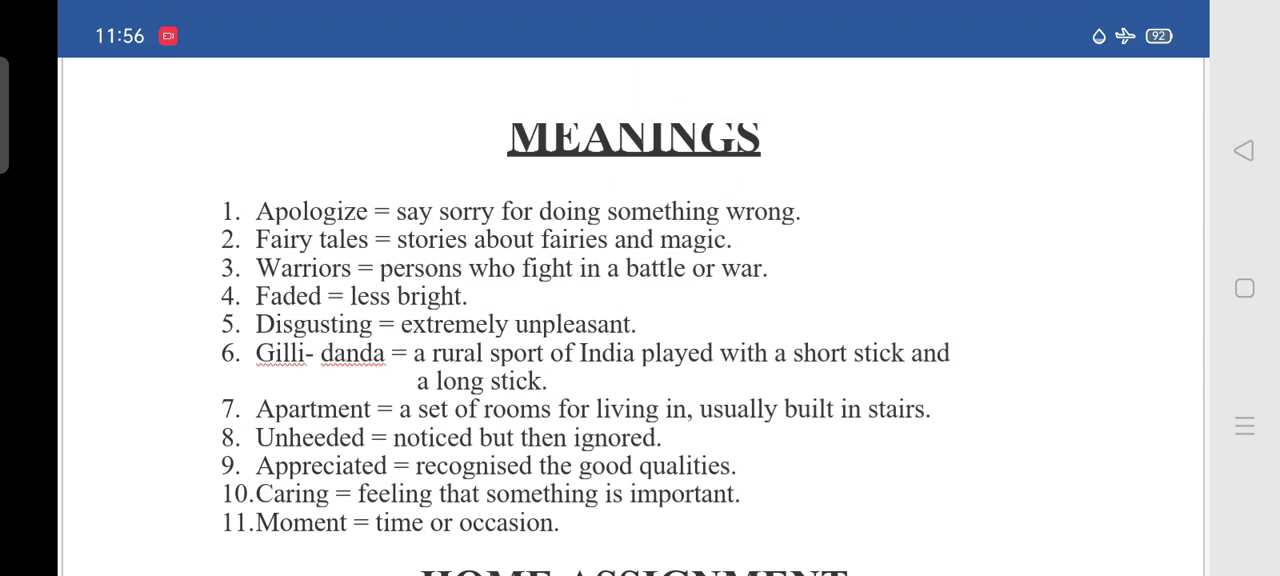 11:56
92
MEANINGS
1. Apologize = say sorry for doing something wrong.
2. Fairy tales = stories about fairies and magic.
3. Warriors = persons who fight in a battle or war.
4. Faded = less bright.
5. Disgusting = extremely unpleasant.
6. Gilli- danda = a rural sport of India played with a short stick and
a long stick.
7. Apartment = a set of rooms for living in, usually built in stairs.
8. Unheeded = noticed but then ignored.
9. Appreciated = recognised the good qualities.
10.Caring = feeling that something is important.
11.Moment = time or occasion.
HOME ASSIGNMENT